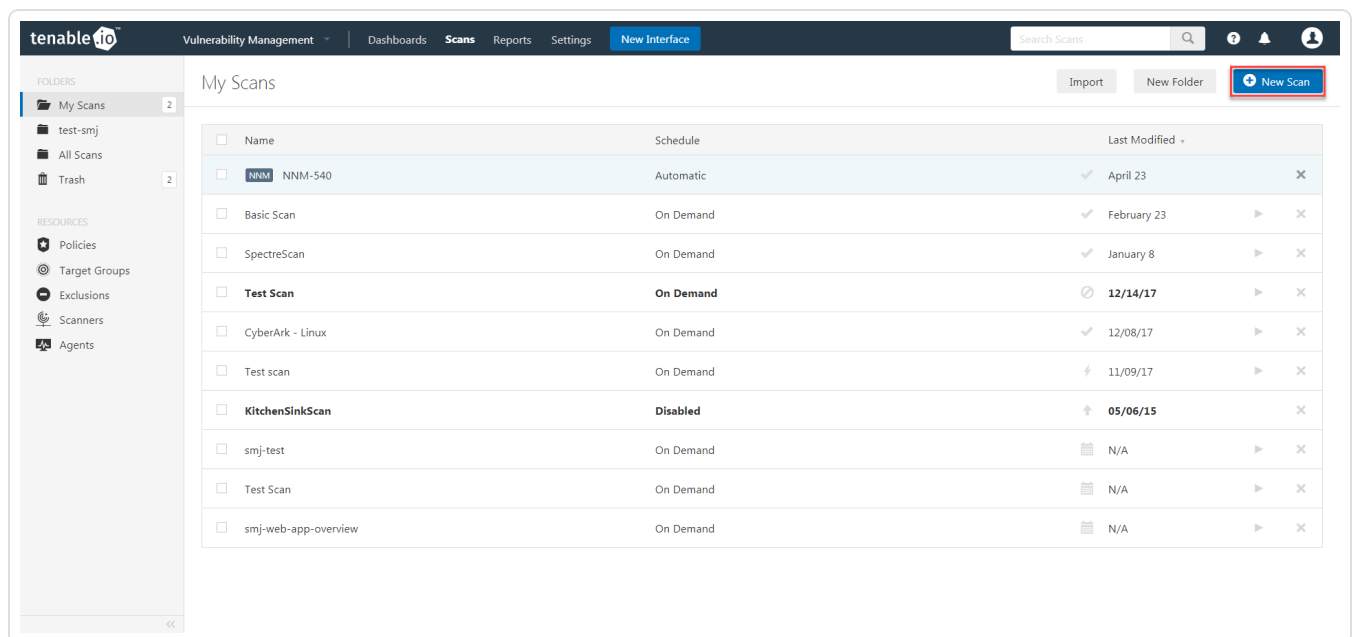 tenable.io™ Vulnerability Management Dashboards Scans Reports Settings New Interface Search Scans
FOLDERS
My Scans 2
test-smj
All Scans
Trash 2
RESOURCES
Policies
Target Groups
Exclusions
Scanners
Agents
My Scans Import New Folder New Scan
Name Schedule Last Modified
NNM NNM-540 Automatic April 23
Basic Scan On Demand February 23
SpectreScan On Demand January 8
Test Scan On Demand 12/14/17
CyberArk - Linux On Demand 12/08/17
Test scan On Demand 11/09/17
KitchenSinkScan Disabled 05/06/15
smj-test On Demand N/A
Test Scan On Demand N/A
smj-web-app-overview On Demand N/A